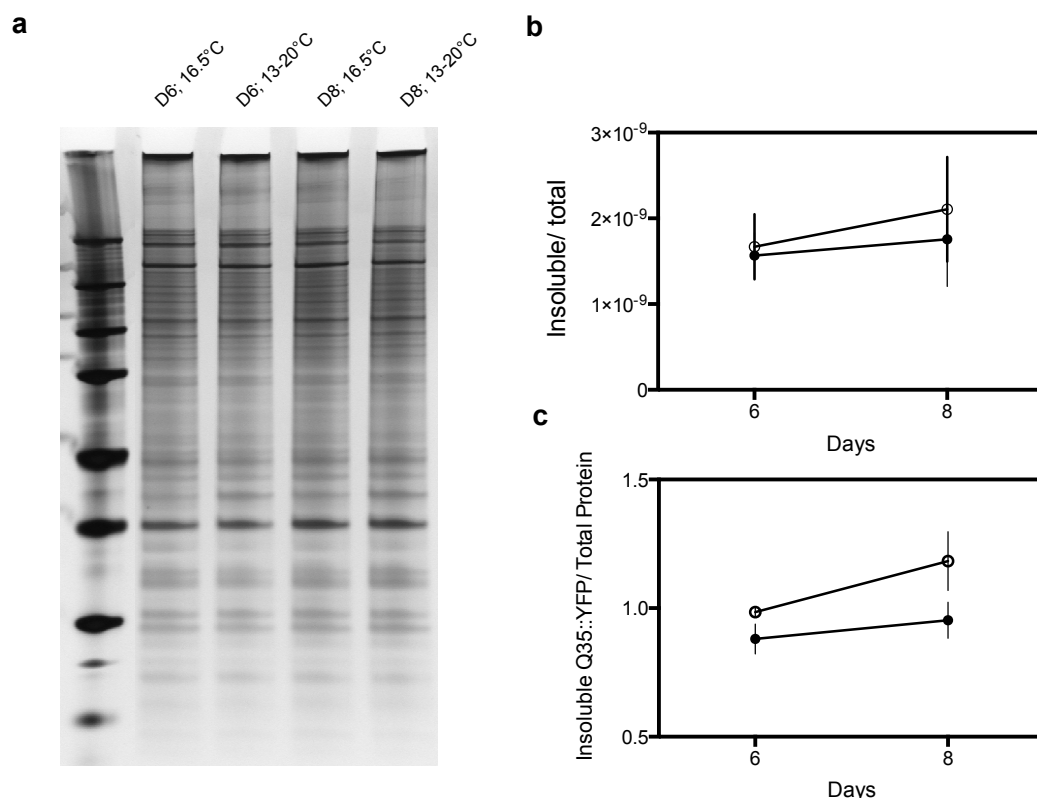 a
D6; 16.5°C
D6; 13-20°C
D8; 16.5°C
D8; 13-20°C
b
3×10⁻⁹
2×10⁻⁹
1×10⁻⁹
0
Insoluble/ total
6
8
Days
c
1.5
1.0
0.5
Insoluble Q35::YFP/ Total Protein
6
8
Days